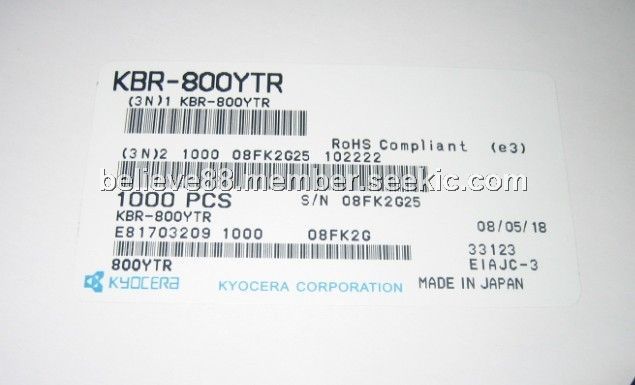 KBR-800YTR
(3N)1 KBR-800YTR
RoHS Compliant (e3)
(3N)2 1000 08FK2G25 102222
believe88.member.seekic.com
1000 PCS S/N 08FK2G25
KBR-800YTR 08/05/18
E81703209 1000 08FK2G 33123
EIAJC-3
800YTR
KYOCERA KYOCERA CORPORATION MADE IN JAPAN